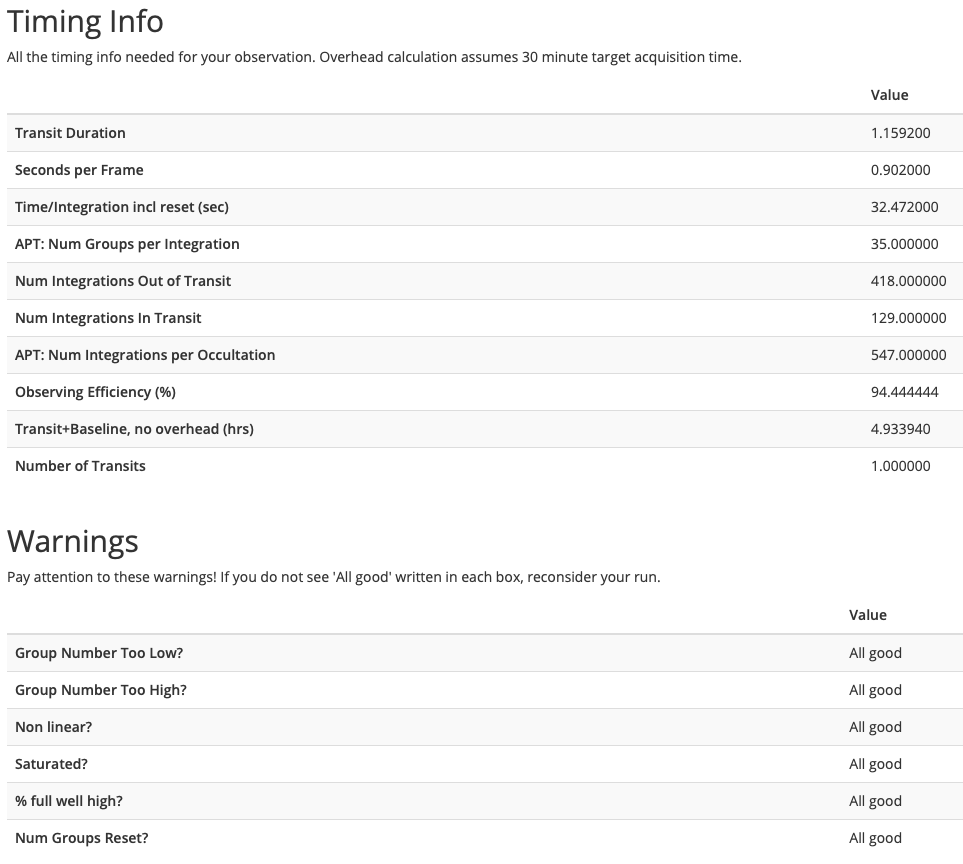 Timing Info
All the timing info needed for your observation. Overhead calculation assumes 30 minute target acquisition time.
Value
Transit Duration 1.159200
Seconds per Frame 0.902000
Time/Integration incl reset (sec) 32.472000
APT: Num Groups per Integration 35.000000
Num Integrations Out of Transit 418.000000
Num Integrations In Transit 129.000000
APT: Num Integrations per Occultation 547.000000
Observing Efficiency (%) 94.444444
Transit+Baseline, no overhead (hrs) 4.933940
Number of Transits 1.000000
Warnings
Pay attention to these warnings! If you do not see 'All good' written in each box, reconsider your run.
Value
Group Number Too Low? All good
Group Number Too High? All good
Non linear? All good
Saturated? All good
% full well high? All good
Num Groups Reset? All good